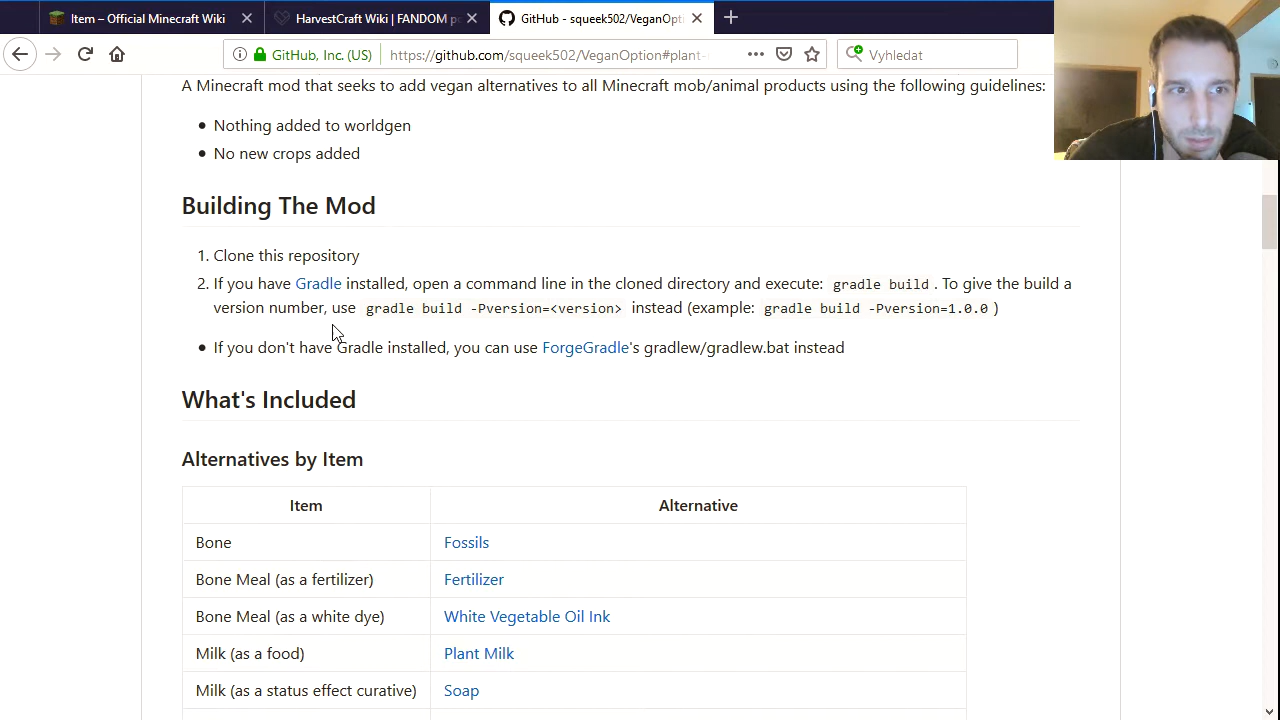 Item – Official Minecraft Wiki
HarvestCraft Wiki | FANDOM po
GitHub - squeek502/VeganOpti
GitHub, Inc. (US)
https://github.com/squeek502/VeganOption#plant-
Vyhledat
A Minecraft mod that seeks to add vegan alternatives to all Minecraft mob/animal products using the following guidelines:
Nothing added to worldgen
No new crops added
Building The Mod
1. Clone this repository
2. If you have Gradle installed, open a command line in the cloned directory and execute: gradle build . To give the build a
version number, use gradle build -Pversion=<version> instead (example: gradle build -Pversion=1.0.0 )
If you don't have Gradle installed, you can use ForgeGradle's gradlew/gradlew.bat instead
What's Included
Alternatives by Item
Item Alternative
Bone Fossils
Bone Meal (as a fertilizer) Fertilizer
Bone Meal (as a white dye) White Vegetable Oil Ink
Milk (as a food) Plant Milk
Milk (as a status effect curative) Soap